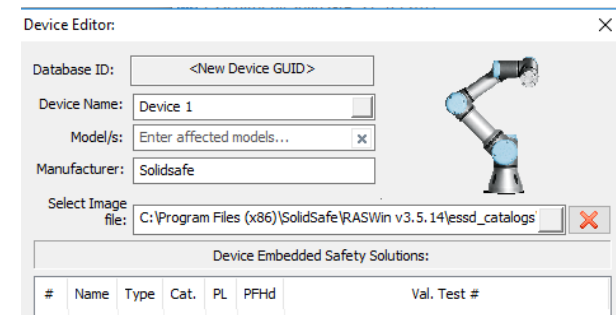 Device Editor:
Database ID: <New Device GUID>
Device Name: Device 1
Model/s: Enter affected models...
Manufacturer: Solidsafe
Select Image
file: C:\Program Files (x86)\SolidSafe\RASWin v3.5.14\essd_catalogs
Device Embedded Safety Solutions:
# Name Type Cat. PL PFHd Val. Test #